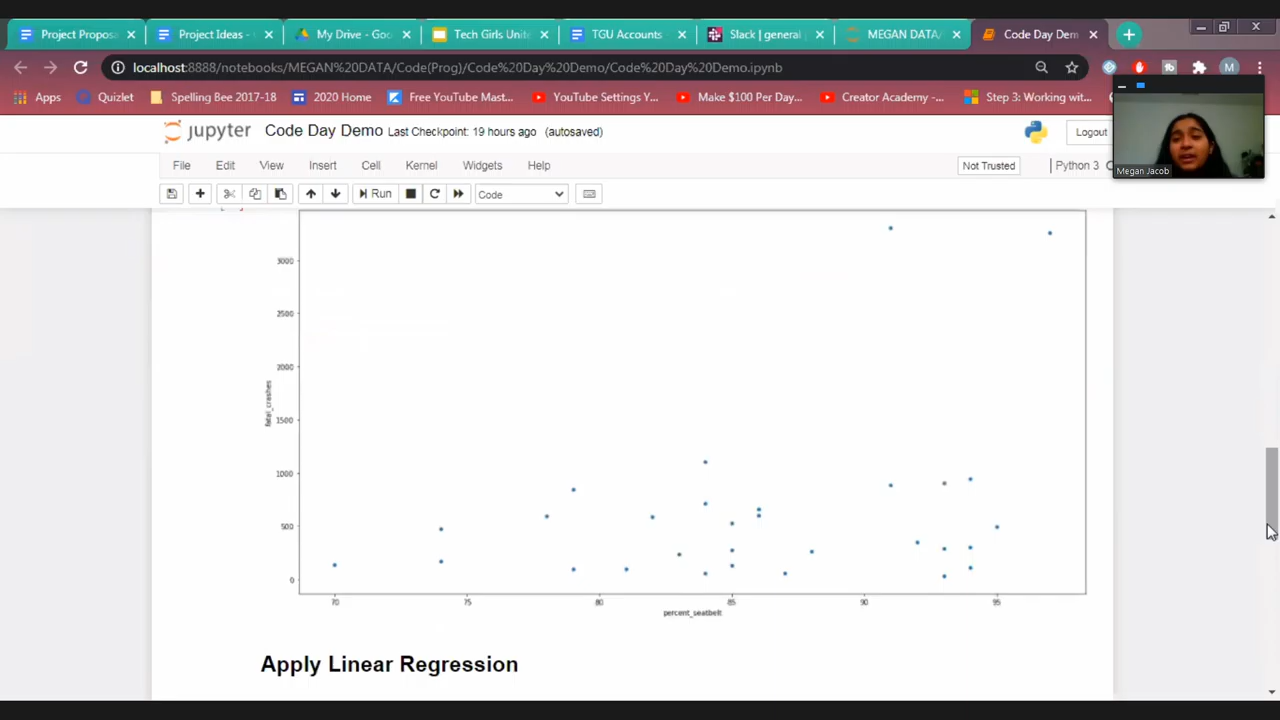 Project Proposa
Project Ideas -
My Drive - Goo
Tech Girls Unite
TGU Accounts
Slack | general
MEGAN DATA/
Code Day Dem
localhost:8888/notebooks/MEGAN%20DATA/Code(Prog)/Code%20Day%20Demo/Code%20Day%20Demo.ipynb
M
Apps
Quizlet
Spelling Bee 2017-18
2020 Home
Free YouTube Mast...
YouTube Settings Y...
Make $100 Per Day...
Creator Academy -...
Step 3: Working wit...
jupyter Code Day Demo Last Checkpoint: 19 hours ago (autosaved)
Logout
Megan Jacob
File Edit View Insert Cell Kernel Widgets Help
Not Trusted
Python 3
Run
Code
3000
2500
2000
1500
1000
500
0
fatal_crashes
70 75 80 85 90 95
percent_seatbelt
Apply Linear Regression